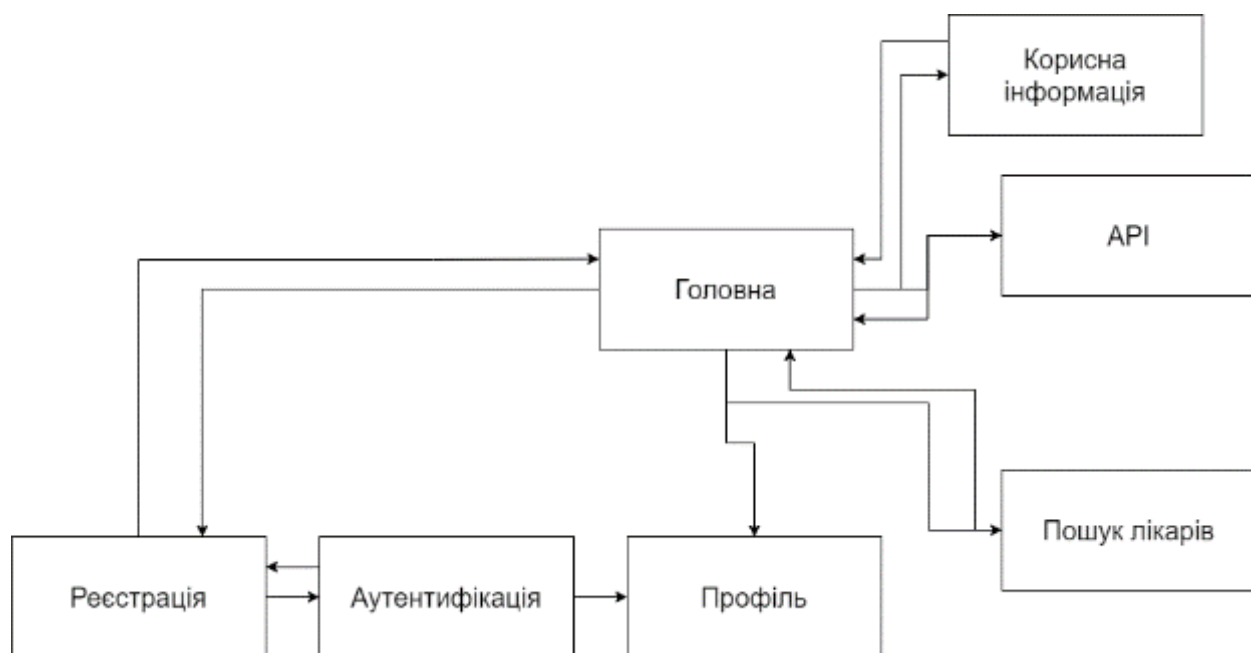 Корисна
інформація
API
Головна
Пошук лікарів
Реєстрація
Аутентифікація
Профіль